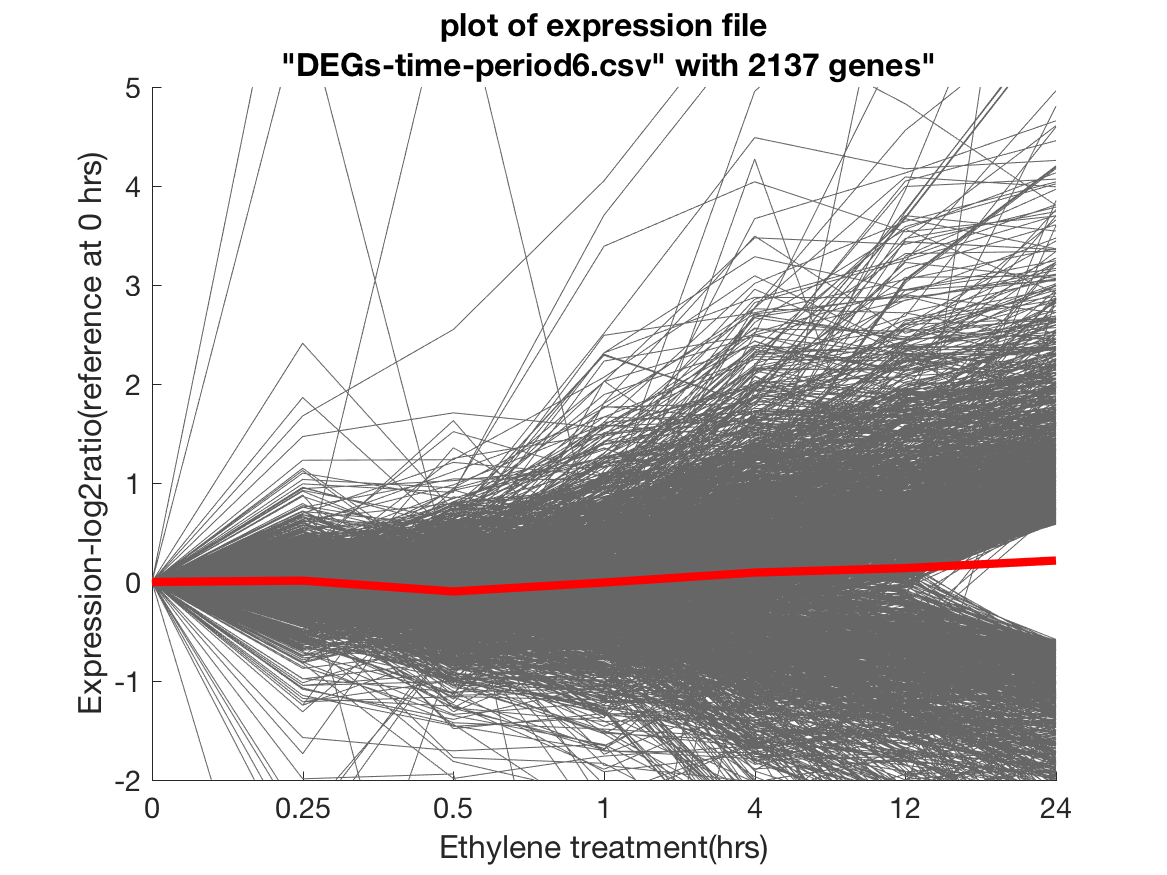 plot of expression file
"DEGs-time-period6.csv" with 2137 genes"
Expression-log2ratio(reference at 0 hrs)
5
4
3
2
1
0
-1
-2
0 0.25 0.5 1 4 12 24
Ethylene treatment(hrs)